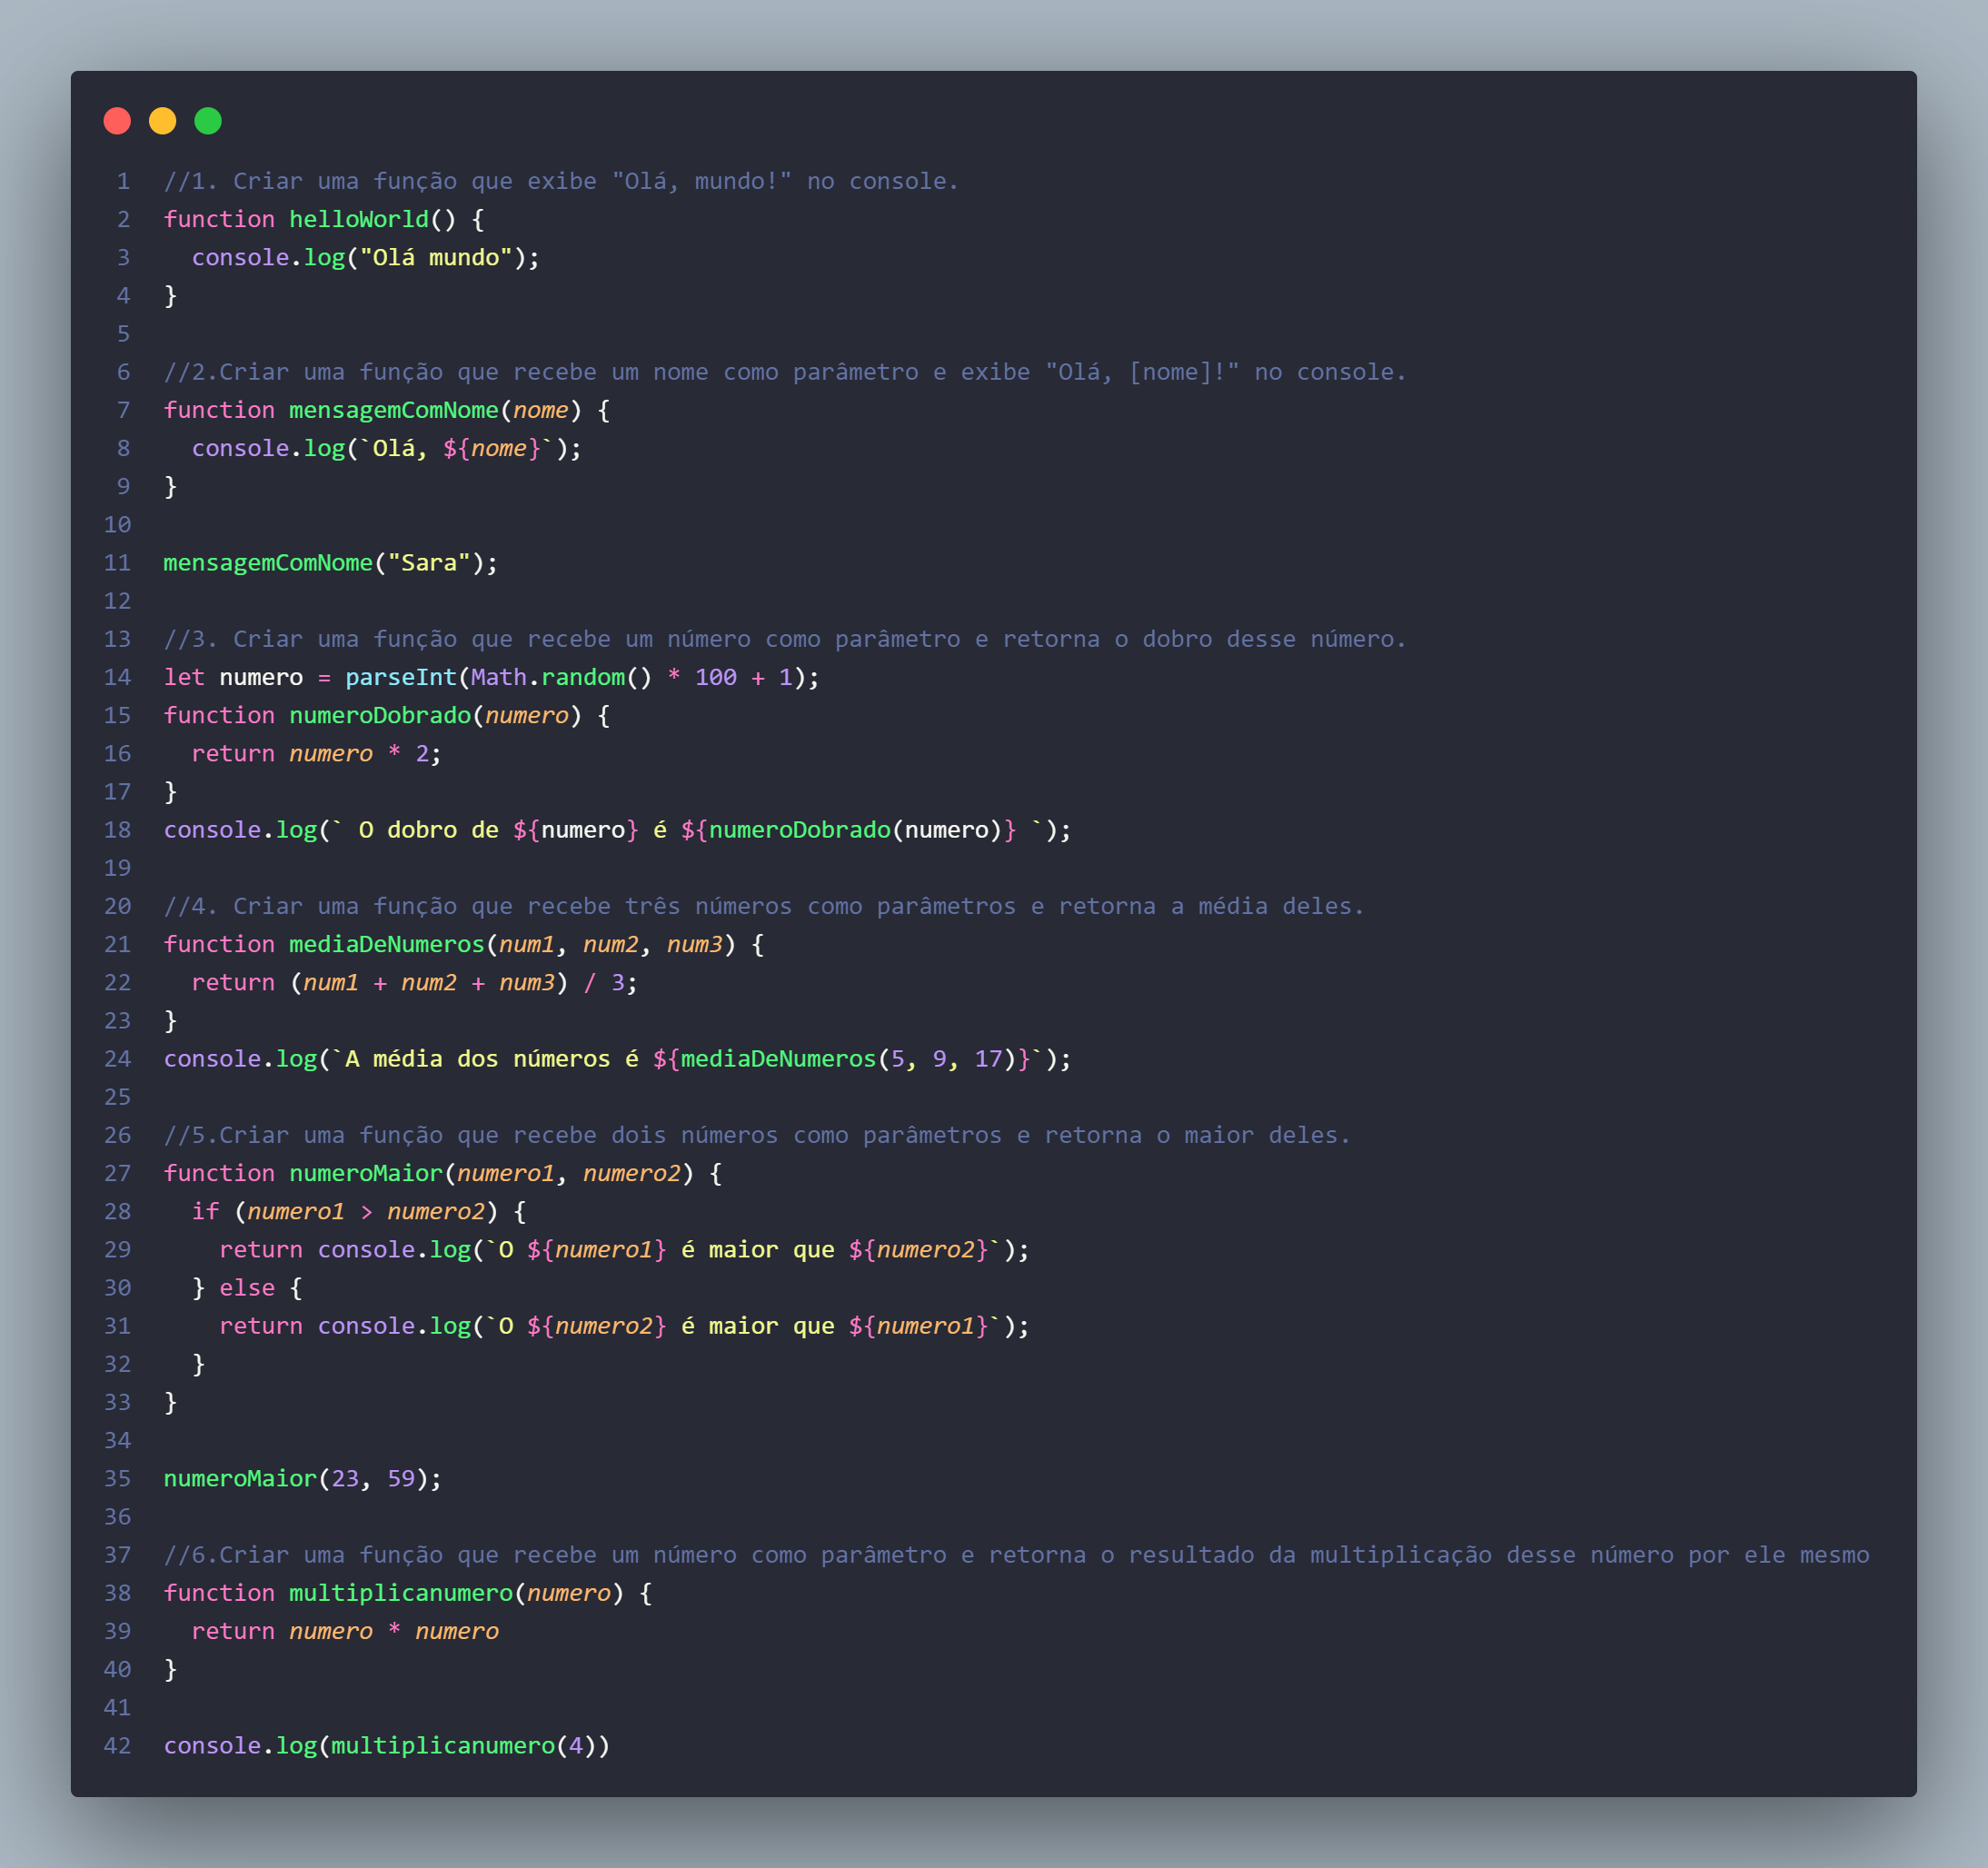 1 //1. Criar uma função que exibe "Olá, mundo!" no console.
2 function helloWorld() {
3   console.log("Olá mundo");
4 }
5
6 //2.Criar uma função que recebe um nome como parâmetro e exibe "Olá, [nome]!" no console.
7 function mensagemComNome(nome) {
8   console.log(`Olá, ${nome}`);
9 }
10
11 mensagemComNome("Sara");
12
13 //3. Criar uma função que recebe um número como parâmetro e retorna o dobro desse número.
14 let numero = parseInt(Math.random() * 100 + 1);
15 function numeroDobrado(numero) {
16   return numero * 2;
17 }
18 console.log(` O dobro de ${numero} é ${numeroDobrado(numero)} `);
19
20 //4. Criar uma função que recebe três números como parâmetros e retorna a média deles.
21 function mediaDeNumeros(num1, num2, num3) {
22   return (num1 + num2 + num3) / 3;
23 }
24 console.log(`A média dos números é ${mediaDeNumeros(5, 9, 17)}`);
25
26 //5.Criar uma função que recebe dois números como parâmetros e retorna o maior deles.
27 function numeroMaior(numero1, numero2) {
28   if (numero1 > numero2) {
29     return console.log(`O ${numero1} é maior que ${numero2}`);
30   } else {
31     return console.log(`O ${numero2} é maior que ${numero1}`);
32   }
33 }
34
35 numeroMaior(23, 59);
36
37 //6.Criar uma função que recebe um número como parâmetro e retorna o resultado da multiplicação desse número por ele mesmo
38 function multiplicanumero(numero) {
39   return numero * numero
40 }
41
42 console.log(multiplicanumero(4))